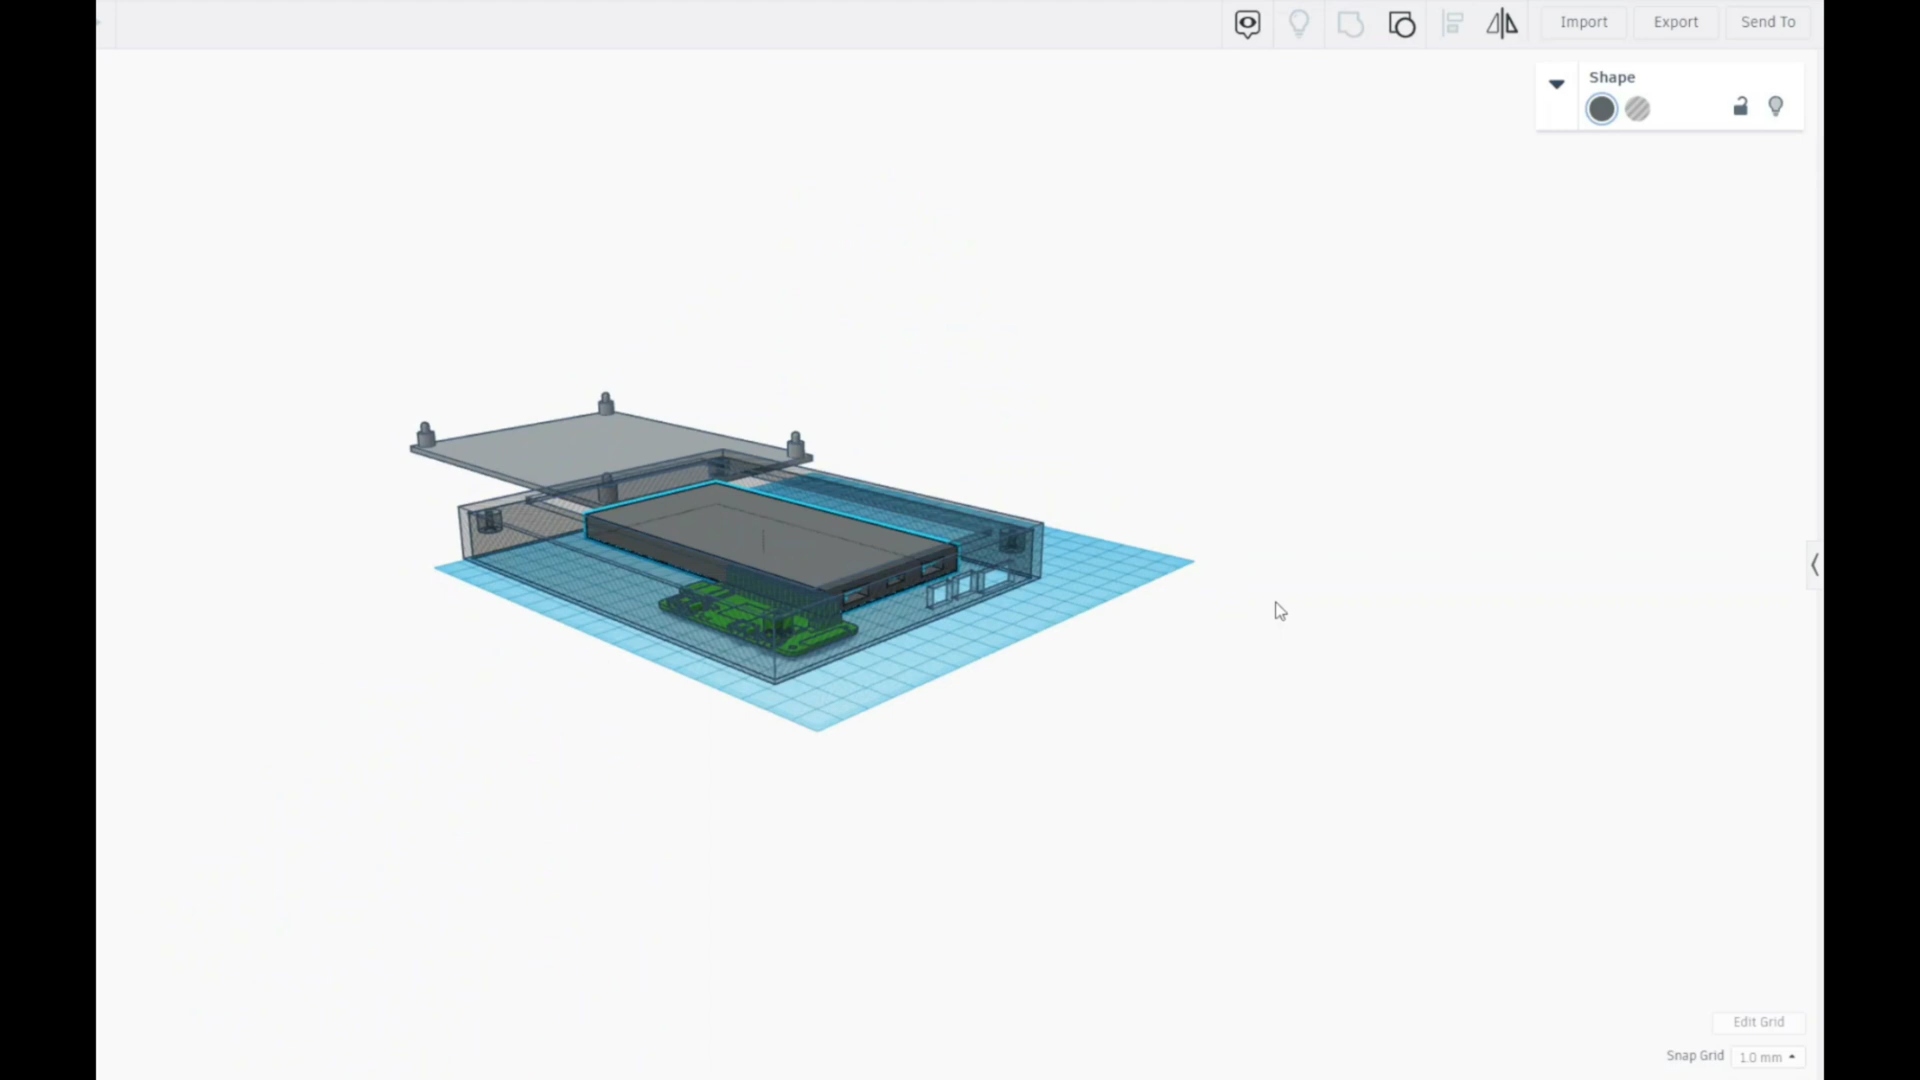 Import
Export
Send To
Shape
Edit Grid
Snap Grid 1.0 mm